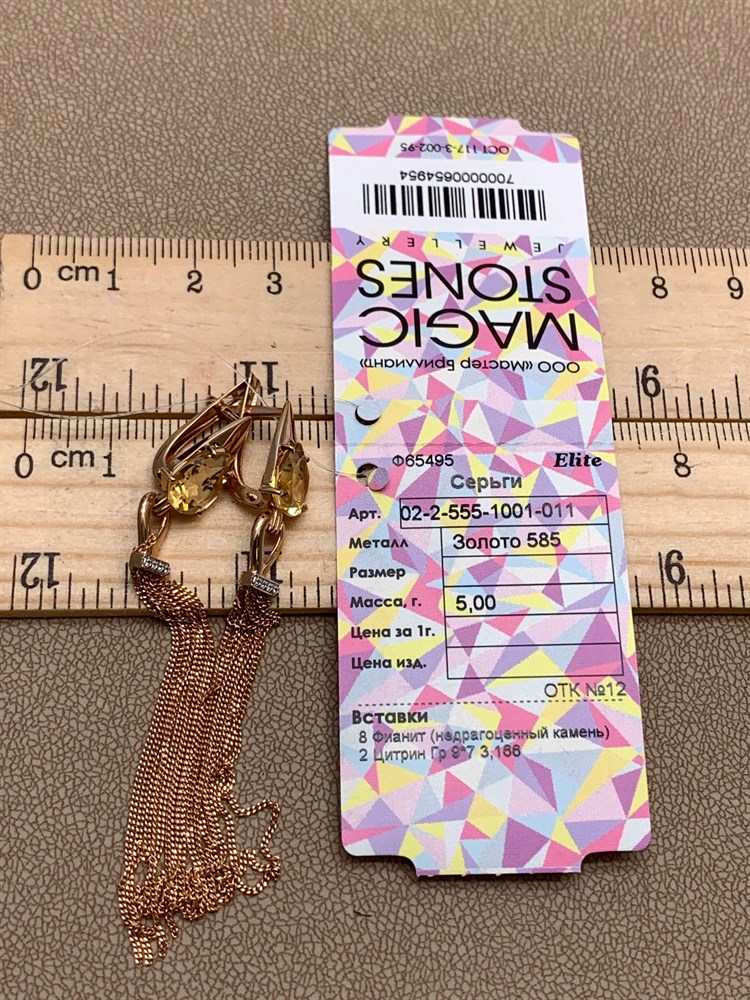 ОСТ 117-3-002-95
7000000654954
JEWELLERY
MAGIC
STONES
ООО «Мастер Бриллиант»
Ф65495 Elite
Серьги
Арт. 02-2-555-1001-011
Металл Золото 585
Размер
Масса, г. 5,00
Цена за 1г.
Цена изд.
ОТК №12
Вставки
8 Фианит (недрагоценный камень)
2 Цитрин Гр 9*7 3,166
0 cm 1 2 3 8 9
12 11 9
0 cm 1 8
12 9